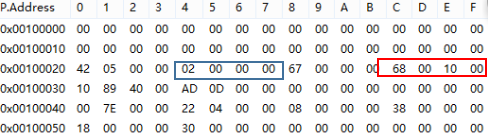 P.Address 0 1 2 3 4 5 6 7 8 9 A B C D E F
0x00100000 00 00 00 00 00 00 00 00 00 00 00 00 00 00 00 00
0x00100010 00 00 00 00 00 00 00 00 00 00 00 00 00 00 00 00
0x00100020 42 05 00 00 02 00 00 00 67 00 00 00 68 00 10 00
0x00100030 10 89 40 00 AD 0D 00 00 00 00 00 00 00 00 00 00
0x00100040 00 7E 00 00 22 04 00 00 08 00 00 00 38 00 00 00
0x00100050 18 00 00 00 30 00 00 00 00 00 00 00 00 00 00 00